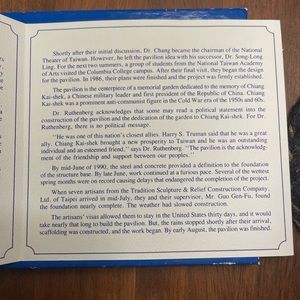 Shortly after their initial discussion, Dr. Chang became the chairman of the National
Theater of Taiwan. However, he left the pavilion idea with his successor, Dr. Song-Long
Ling. For the next two summers, a group of students from the National Taiwan Academy
of Arts visited the Columbia College campus. After their final visit, they began the design
for the pavilion. In 1986, their plans were finished and the project was firmly established.
The pavilion is the centerpiece of a memorial garden dedicated to the memory of Chiang
Kai-shek, a Chinese military leader and first president of the Republic of China. Chiang
Kai-shek was a prominent anti-communist figure in the Cold War era of the 1950s and 60s.
Dr. Ruthenberg acknowledges that some may read a political statement into the
construction of the pavilion and the dedication of the garden to Chiang Kai-shek. For Dr.
Ruthenberg, there is no political message.
"He was one of this nation's closest allies. Harry S. Truman said that he was a great
ally. Chiang Kai-shek brought a new prosperity to Taiwan and he was an outstanding
individual and an esteemed friend," says Dr. Ruthenberg. "The pavilion is the acknowledg-
ment of the friendship and support between our peoples."
By mid-June of 1990, the steel and concrete provided a definition to the foundation
of the structure base. By late June, work continued at a furious pace. Several of the wettest
spring months were on record causing delays that endangered the completion of the project.
When seven artisans from the Tradition Sculpture & Relief Construction Company,
Ltd. of Taipei arrived in mid-July, they and their supervisor, Mr. Guo Gen-Fu, found
the foundation nearly complete. The weather had slowed construction.
The artisans' visas allowed them to stay in the United States thirty days, and it would
take nearly that long to build the pavilion. But, the rains stopped shortly after their arrival,
scaffolding was constructed, and the work began. By early August, the pavilion was finished.